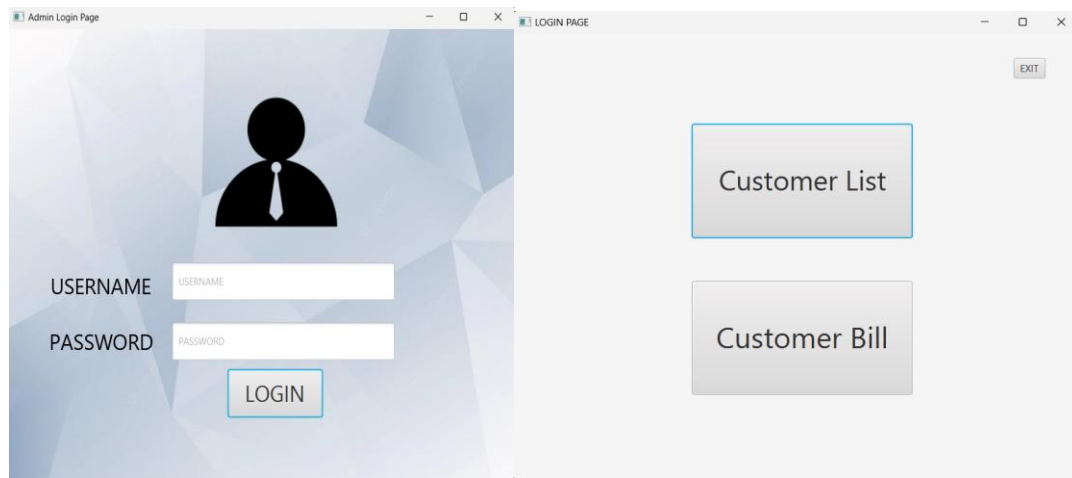 Admin Login Page
USERNAME
USERNAME
PASSWORD
PASSWORD
LOGIN
LOGIN PAGE
EXIT
Customer List
Customer Bill